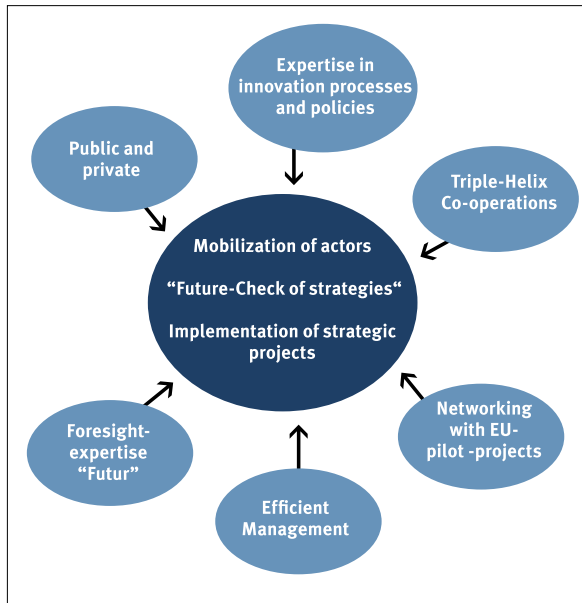 Expertise in
innovation processes
and policies
Public and
private
Triple-Helix
Co-operations
Mobilization of actors
“Future-Check of strategies“
Implementation of strategic
projects
Foresight-
expertise
“Futur”
Networking
with EU-
pilot -projects
Efficient
Management